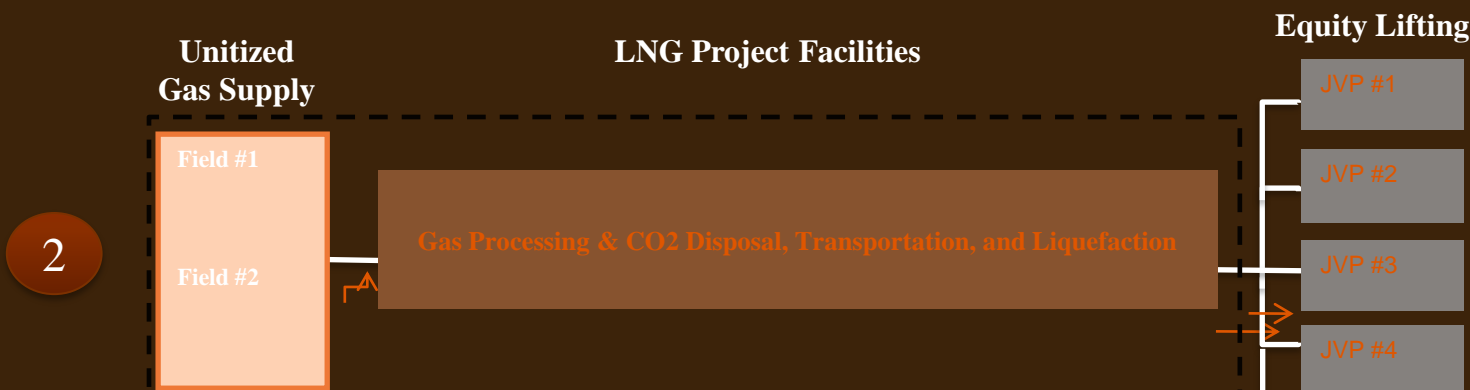 Unitized
Gas Supply
LNG Project Facilities
Equity Lifting
Field #1
Field #2
2
Gas Processing & CO2 Disposal, Transportation, and Liquefaction
JVP #1
JVP #2
JVP #3
JVP #4